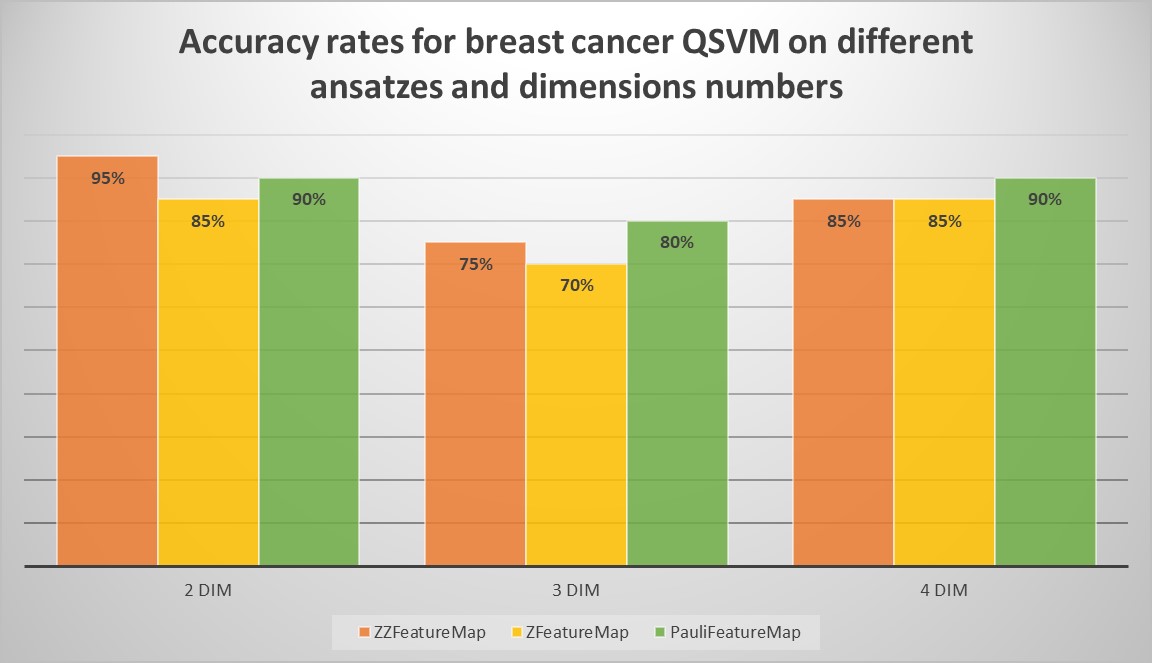 Accuracy rates for breast cancer QSVM on different
ansatzes and dimensions numbers
95%
85%
90%
75%
70%
80%
85%
85%
90%
2 DIM
3 DIM
4 DIM
ZZFeatureMap
ZFeatureMap
PauliFeatureMap